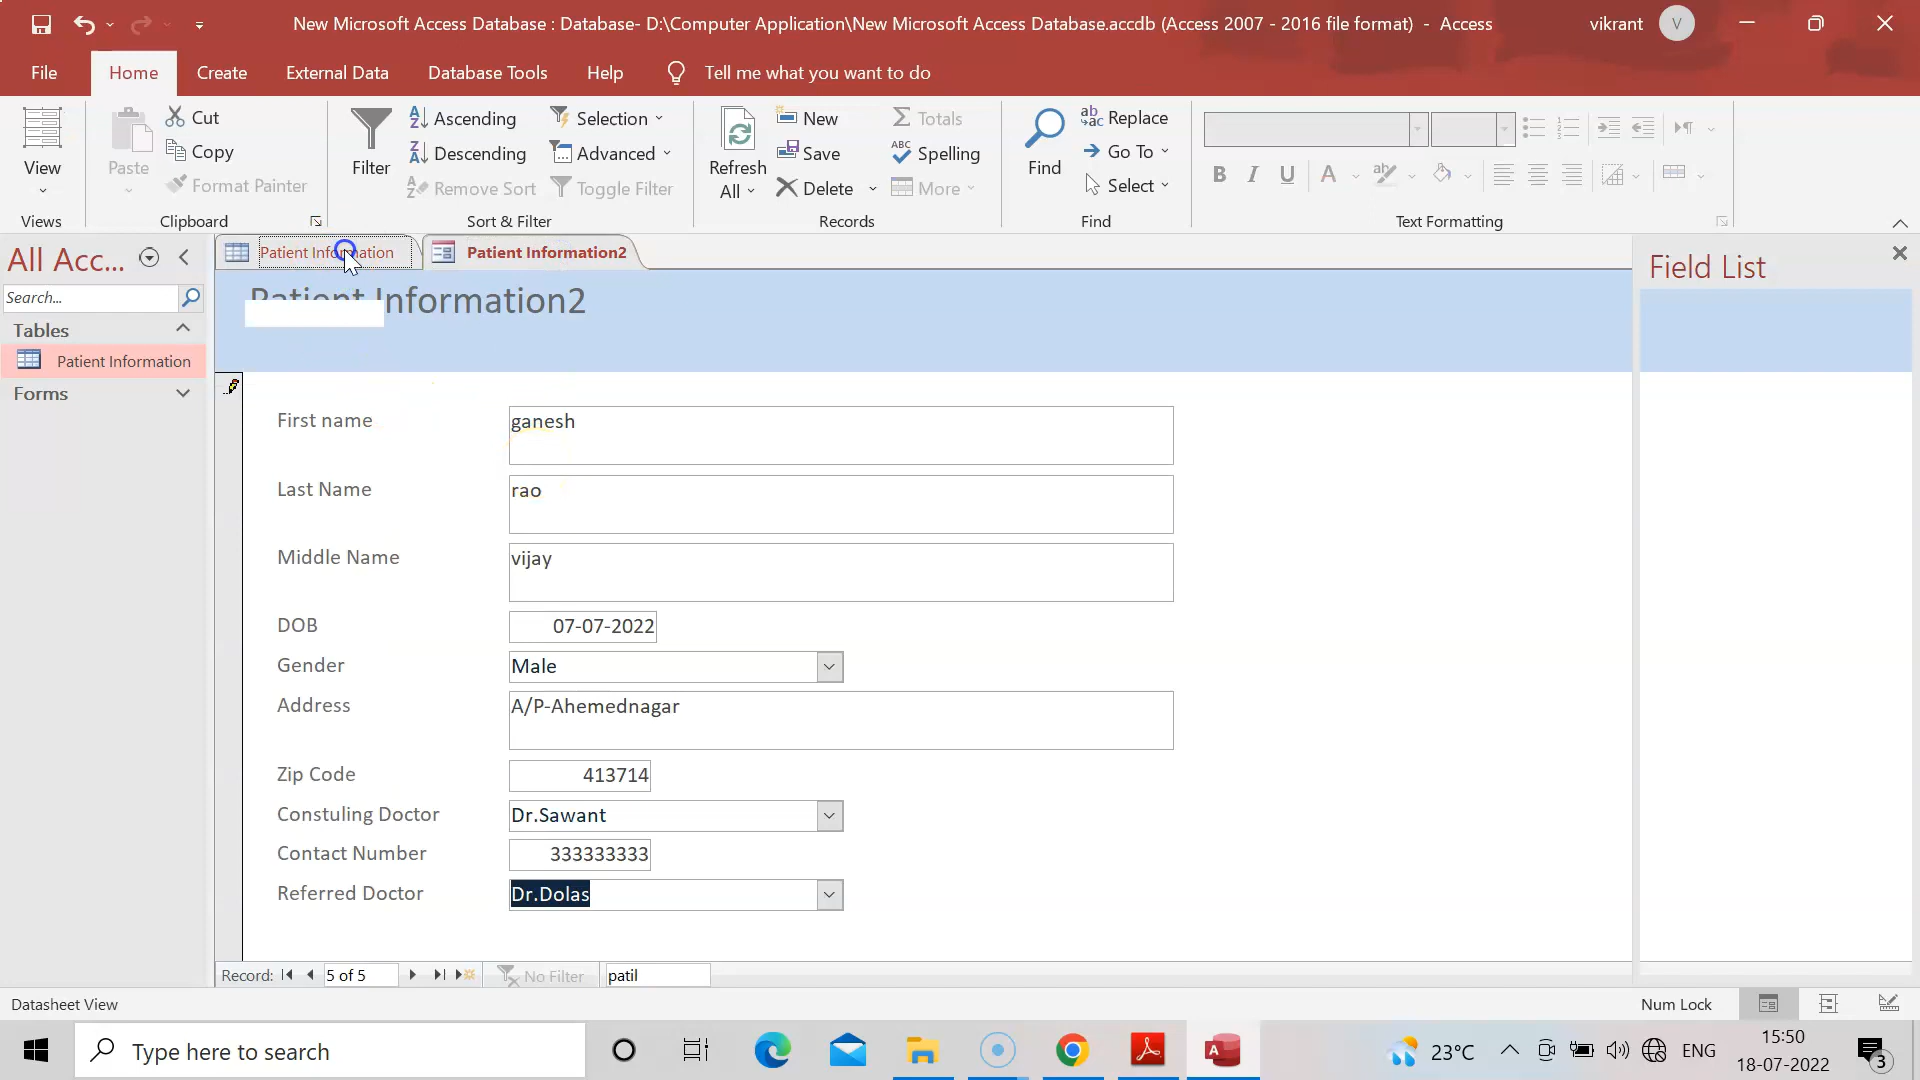 New Microsoft Access Database : Database- D:\Computer Application\New Microsoft Access Database.accdb (Access 2007 - 2016 file format) - Access
vikrant
V
File
Home
Create
External Data
Database Tools
Help
Tell me what you want to do
View
Views
Paste
Cut
Copy
Format Painter
Clipboard
Filter
Ascending
Descending
Remove Sort
Selection
Advanced
Toggle Filter
Sort & Filter
Refresh
All
New
Save
Delete
Totals
Spelling
More
Records
Find
Replace
Go To
Select
Find
B I U A
Text Formatting
All Acc...
Search...
Tables
Patient Information
Forms
Patient Information
Patient Information2
Patient Information2
First name
ganesh
Last Name
rao
Middle Name
vijay
DOB
07-07-2022
Gender
Male
Address
A/P-Ahemednagar
Zip Code
413714
Constuling Doctor
Dr.Sawant
Contact Number
333333333
Referred Doctor
Dr.Dolas
Field List
Record:
5 of 5
No Filter
patil
Datasheet View
Num Lock
Type here to search
23°C
ENG
15:50
18-07-2022
3